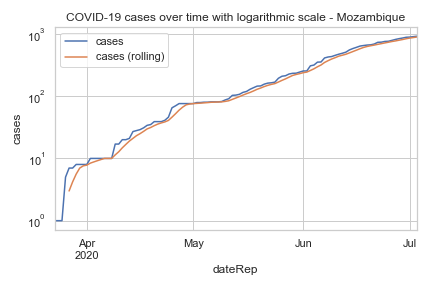 COVID-19 cases over time with logarithmic scale - Mozambique
cases
cases (rolling)
10³
10²
10¹
10⁰
cases
Apr
2020
May
Jun
Jul
dateRep